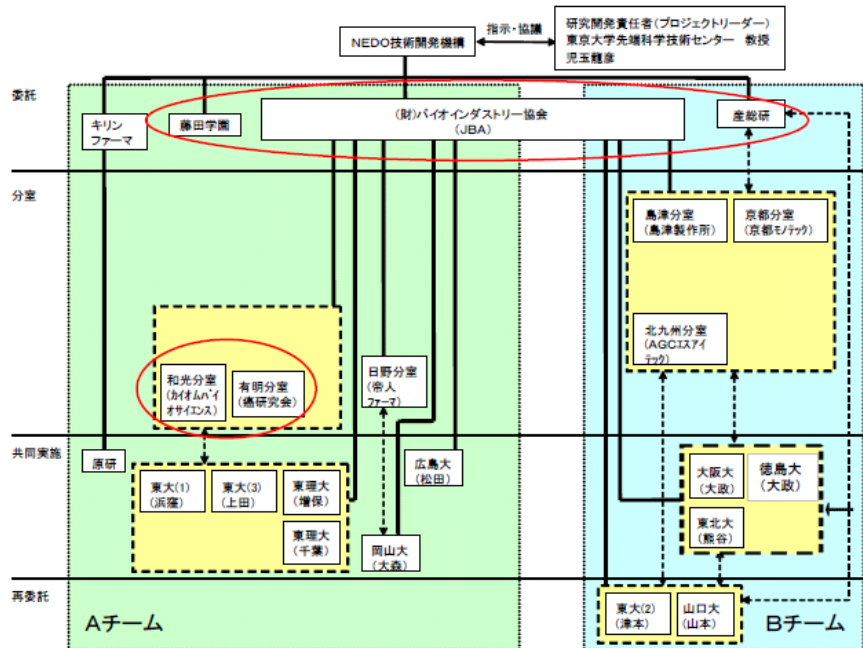 NEDO技術開発機構
指示・協議
研究開発責任者(プロジェクトリーダー)
東京大学先端科学技術センター 教授
児玉龍彦
委託
キリン
ファーマ
藤田学園
(財)バイオインダストリー協会
(JBA)
産総研
分室
島津分室
(島津製作所)
京都分室
(京都モノテック)
北九州分室
(AGCエスアイ
テック)
和光分室
(カイオムバイ
オサイエンス)
有明分室
(癌研究会)
日野分室
(帝人
ファーマ)
共同実施
原研
東大(1)
(浜窪)
東大(3)
(上田)
東理大
(増保)
東理大
(千葉)
広島大
(松田)
岡山大
(大森)
大阪大
(大政)
徳島大
(大政)
東北大
(熊谷)
再委託
Aチーム
東大(2)
(津本)
山口大
(山本)
Bチーム